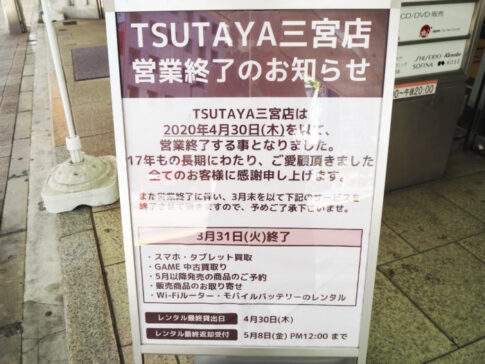 TSUTAYA三宮店
営業終了のお知らせ
TSUTAYA三宮店は
2020年4月30日(木)を以て、
営業終了する事となりました。
17年もの長期にわたり、ご愛顧頂きました
全てのお客様に感謝申し上げます。
また営業終了に伴い、3月末を以て下記のサービスを
終了させて頂きますので、予めご了承下さいませ。
3月31日(火)終了
・スマホ・タブレット買取
・GAME 中古買取り
・5月以降発売の商品のご予約
・販売商品のお取り寄せ
・Wi-Fiルーター・モバイルバッテリーのレンタル
レンタル最終貸出日 4月30日(木)
レンタル最終返却受付 5月8日(金) PM12:00 まで
CD/DVD・販売
SHISEIDO
SOFINA
~午後20:00